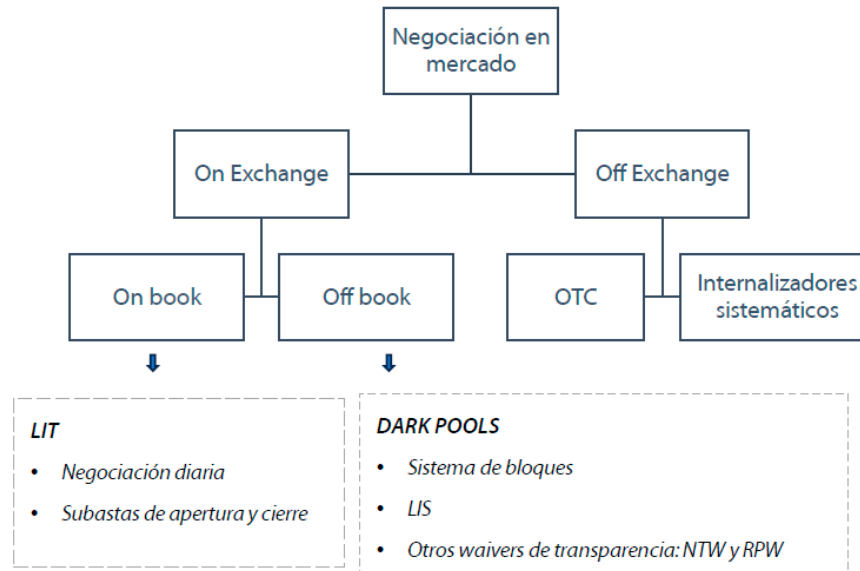 Negociación en
mercado
On Exchange
Off Exchange
On book
Off book
OTC
Internalizadores
sistemáticos
LIT
• Negociación diaria
• Subastas de apertura y cierre
DARK POOLS
• Sistema de bloques
• LIS
• Otros waivers de transparencia: NTW y RPW